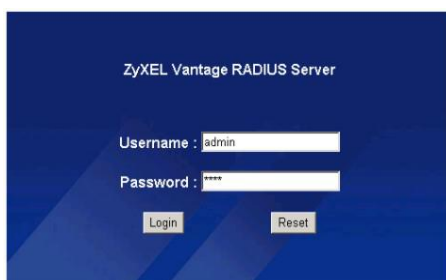 ZyXEL Vantage RADIUS Server
Username : admin
Password : ****
Login Reset